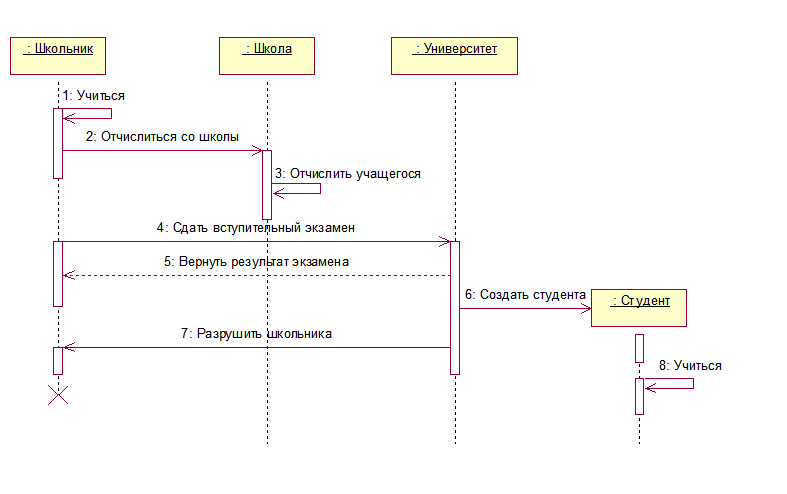 : Школьник
: Школа
: Университет
1: Учиться
2: Отчислиться со школы
3: Отчислить учащегося
4: Сдать вступительный экзамен
5: Вернуть результат экзамена
6: Создать студента
: Студент
7: Разрушить школьника
8: Учиться